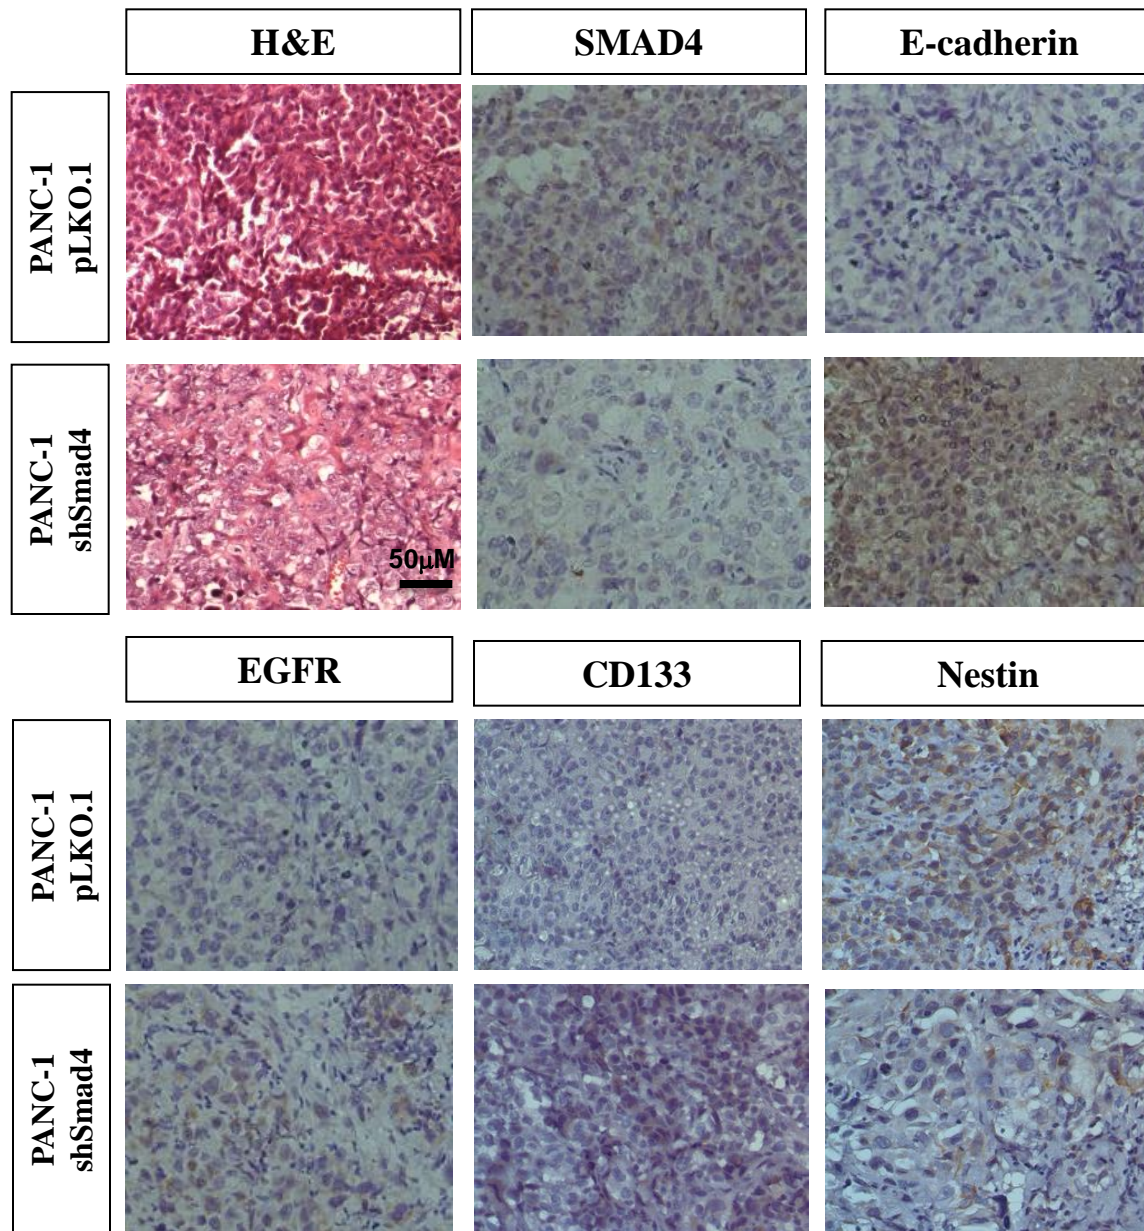 H&E
SMAD4
E-cadherin
PANC-1
pLKO.1
PANC-1
shSmad4
50μM
EGFR
CD133
Nestin
PANC-1
pLKO.1
PANC-1
shSmad4